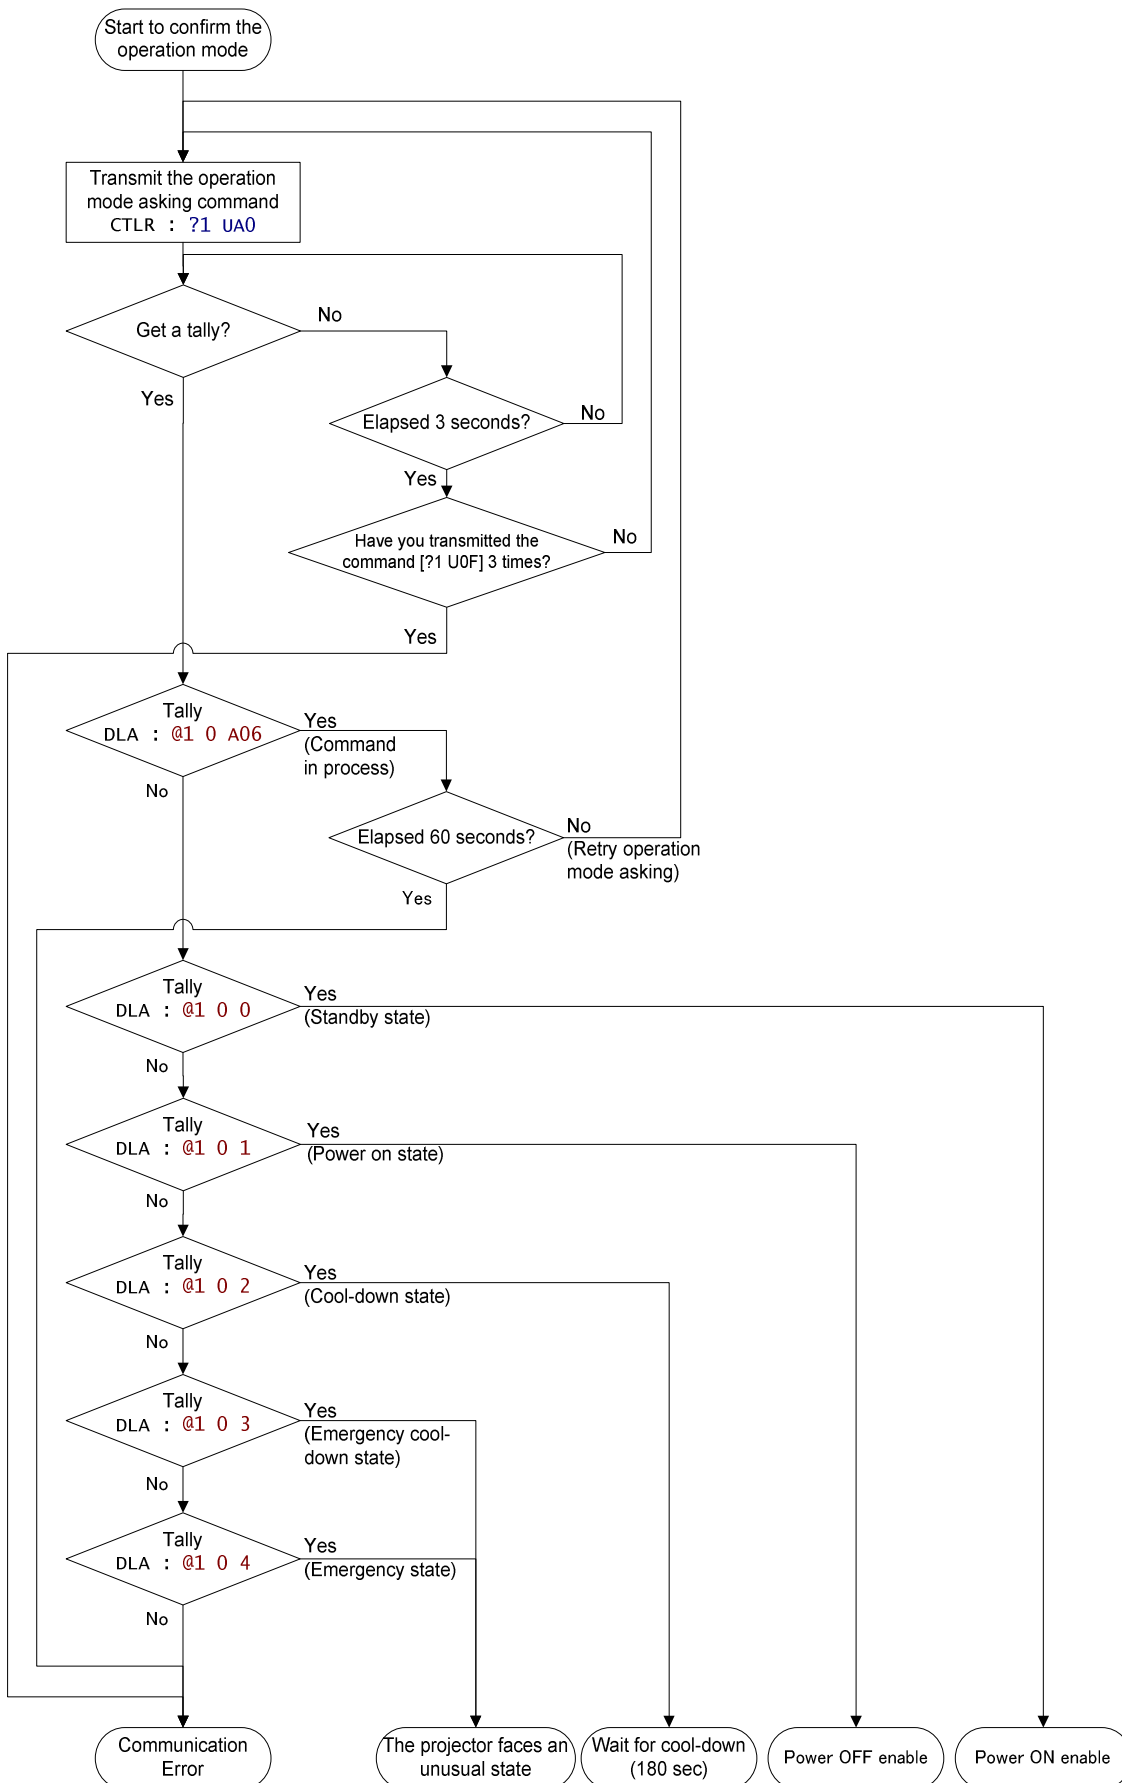 Start to confirm the
operation mode
Transmit the operation
mode asking command
CTLR : ?1 UA0
Get a tally?
No
Yes
Elapsed 3 seconds?
No
Yes
Have you transmitted the
command [?1 U0F] 3 times?
No
Yes
Tally
DLA : @1 0 A06
Yes
(Command
in process)
No
Elapsed 60 seconds?
No
(Retry operation
mode asking)
Yes
Tally
DLA : @1 0 0
Yes
(Standby state)
No
Tally
DLA : @1 0 1
Yes
(Power on state)
No
Tally
DLA : @1 0 2
Yes
(Cool-down state)
No
Tally
DLA : @1 0 3
Yes
(Emergency cool-
down state)
No
Tally
DLA : @1 0 4
Yes
(Emergency state)
No
Communication
Error
The projector faces an
unusual state
Wait for cool-down
(180 sec)
Power OFF enable
Power ON enable